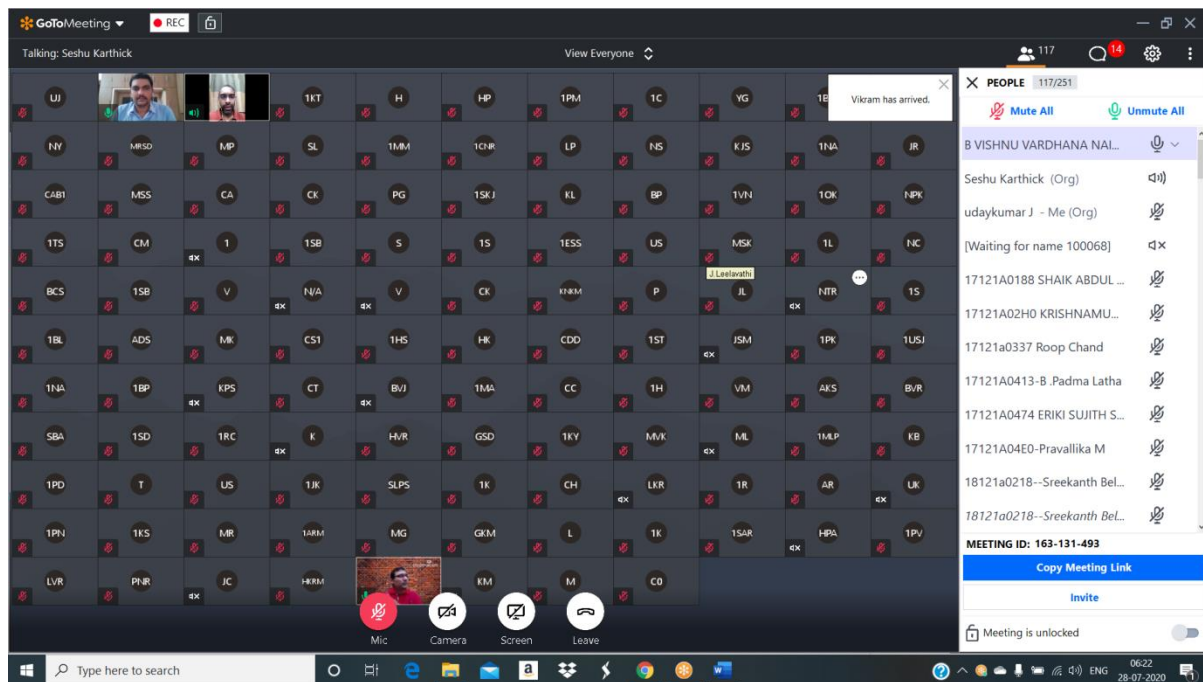 GoToMeeting
REC
Talking: Seshu Karthick
View Everyone
117
14
UJ 1KT H HP 1PM 1C YG 1B
Vikram has arrived.
NY MRSD MP SL 1MM 1CNR LP NS KJS 1NA JR
CAB1 MSS CA CK PG 1SKJ KL BP 1VN 1OK NPK
1TS CM 1 1SB S 1S 1ESS US MSK 1L NC
J.Leelavathi
BCS 1SB V N/A V CK KNKM P JL NTR 1S
1BL ADS MK CS1 1HS HK CDD 1ST JSM 1PK 1USJ
1NA 1BP KPS CT BVJ 1MA CC 1H VM AKS BVR
SBA 1SD 1RC K HVR GSD 1KY MVK ML 1MLP KB
1PD T US 1JK SLPS 1K CH LKR 1R AR UK
1PN 1KS MR 1ARM MG GKM L 1K 1SAR HPA 1PV
LVR PNR JC HKRM KM M C0
Mic Camera Screen Leave
PEOPLE 117/251
Mute All Unmute All
B VISHNU VARDHANA NAI...
Seshu Karthick (Org)
udaykumar J - Me (Org)
[Waiting for name 100068]
17121A0188 SHAIK ABDUL ...
17121A02H0 KRISHNAMU...
17121a0337 Roop Chand
17121A0413-B .Padma Latha
17121A0474 ERIKI SUJITH S...
17121A04E0-Pravallika M
18121a0218--Sreekanth Bel...
18121a0218--Sreekanth Bel...
MEETING ID: 163-131-493
Copy Meeting Link
Invite
Meeting is unlocked
Type here to search
ENG
06:22
28-07-2020